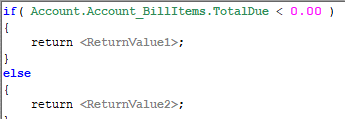 if( Account.Account_BillItems.TotalDue < 0.00 )
{
return <ReturnValue1>;
}
else
{
return <ReturnValue2>;
}